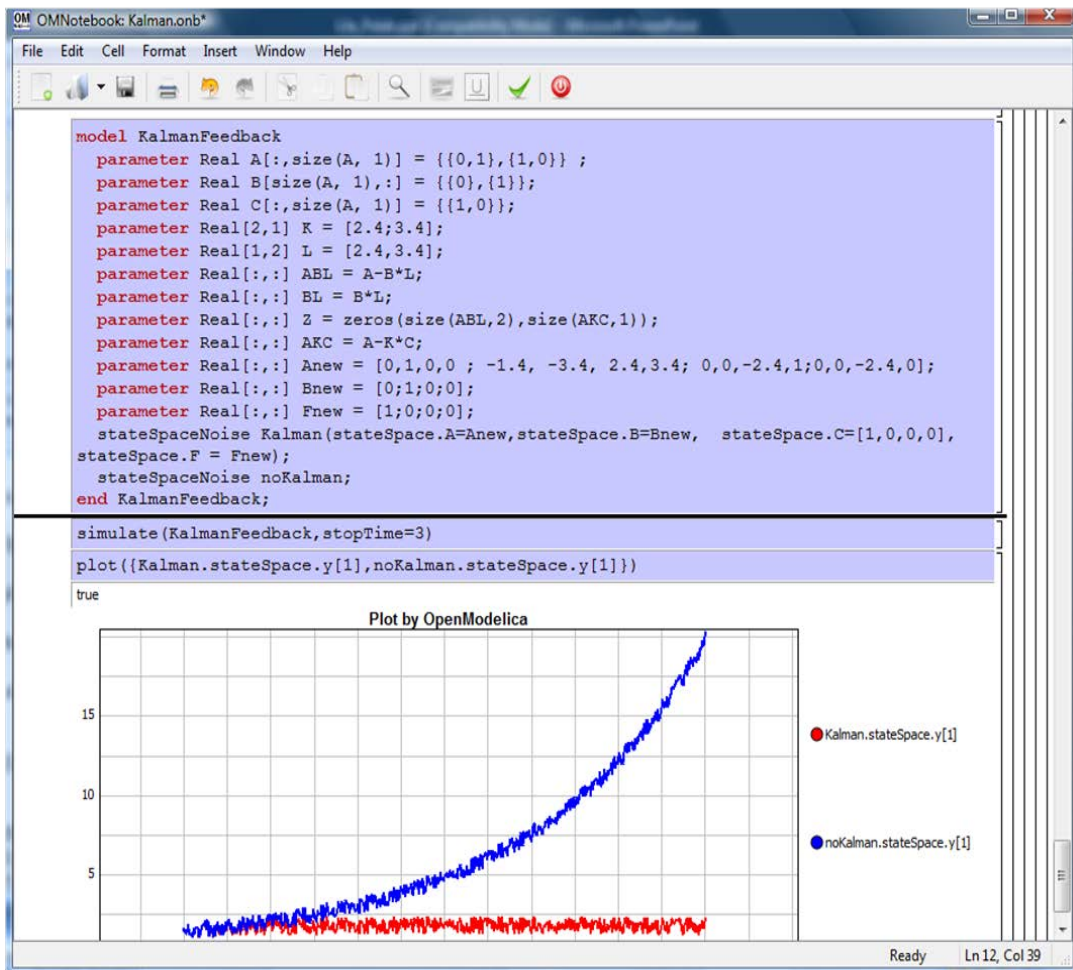 OM OMNotebook: Kalman.onb*
File Edit Cell Format Insert Window Help
model KalmanFeedback
parameter Real A[:,size(A, 1)] = {{0,1},{1,0}} ;
parameter Real B[size(A, 1),:] = {{0},{1}};
parameter Real C[:,size(A, 1)] = {{1,0}};
parameter Real[2,1] K = [2.4;3.4];
parameter Real[1,2] L = [2.4,3.4];
parameter Real[:,:] ABL = A-B*L;
parameter Real[:,:] BL = B*L;
parameter Real[:,:] Z = zeros(size(ABL,2),size(AKC,1));
parameter Real[:,:] AKC = A-K*C;
parameter Real[:,:] Anew = [0,1,0,0 ; -1.4, -3.4, 2.4,3.4; 0,0,-2.4,1;0,0,-2.4,0];
parameter Real[:,:] Bnew = [0;1;0;0];
parameter Real[:,:] Fnew = [1;0;0;0];
stateSpaceNoise Kalman(stateSpace.A=Anew,stateSpace.B=Bnew, stateSpace.C=[1,0,0,0],
stateSpace.F = Fnew);
stateSpaceNoise noKalman;
end KalmanFeedback;
simulate(KalmanFeedback,stopTime=3)
plot({Kalman.stateSpace.y[1],noKalman.stateSpace.y[1]})
true
Plot by OpenModelica
15
10
5
Kalman.stateSpace.y[1]
noKalman.stateSpace.y[1]
Ready Ln 12, Col 39